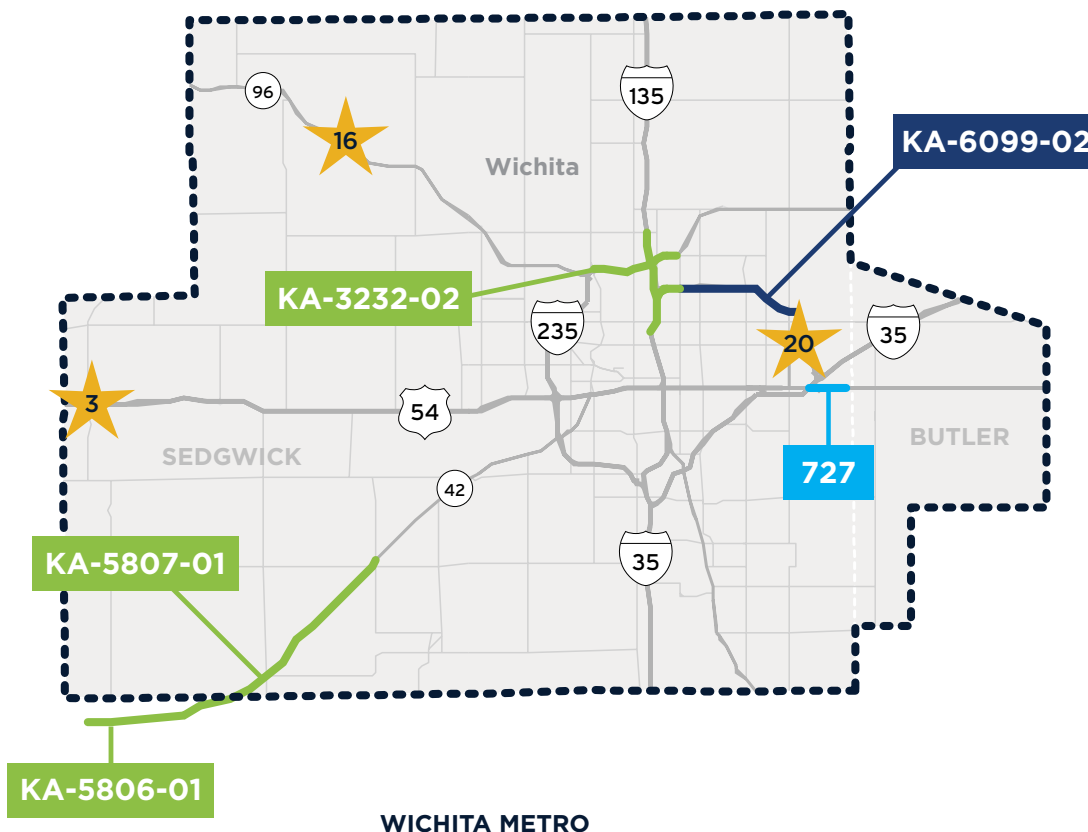 96
16
135
Wichita
KA-6099-02
KA-3232-02
235
20
35
3
54
SEDGWICK
BUTLER
727
42
KA-5807-01
35
KA-5806-01
WICHITA METRO